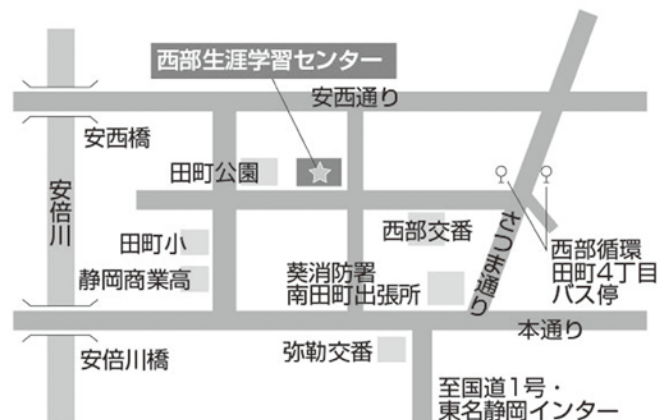 西部生涯学習センター
安西通り
安西橋
田町公園
安倍川
西部交番
さつま通り
田町小
西部循環
田町4丁目
バス停
静岡商業高
葵消防署
南田町出張所
本通り
安倍川橋
弥勒交番
至国道1号・
東名静岡インター